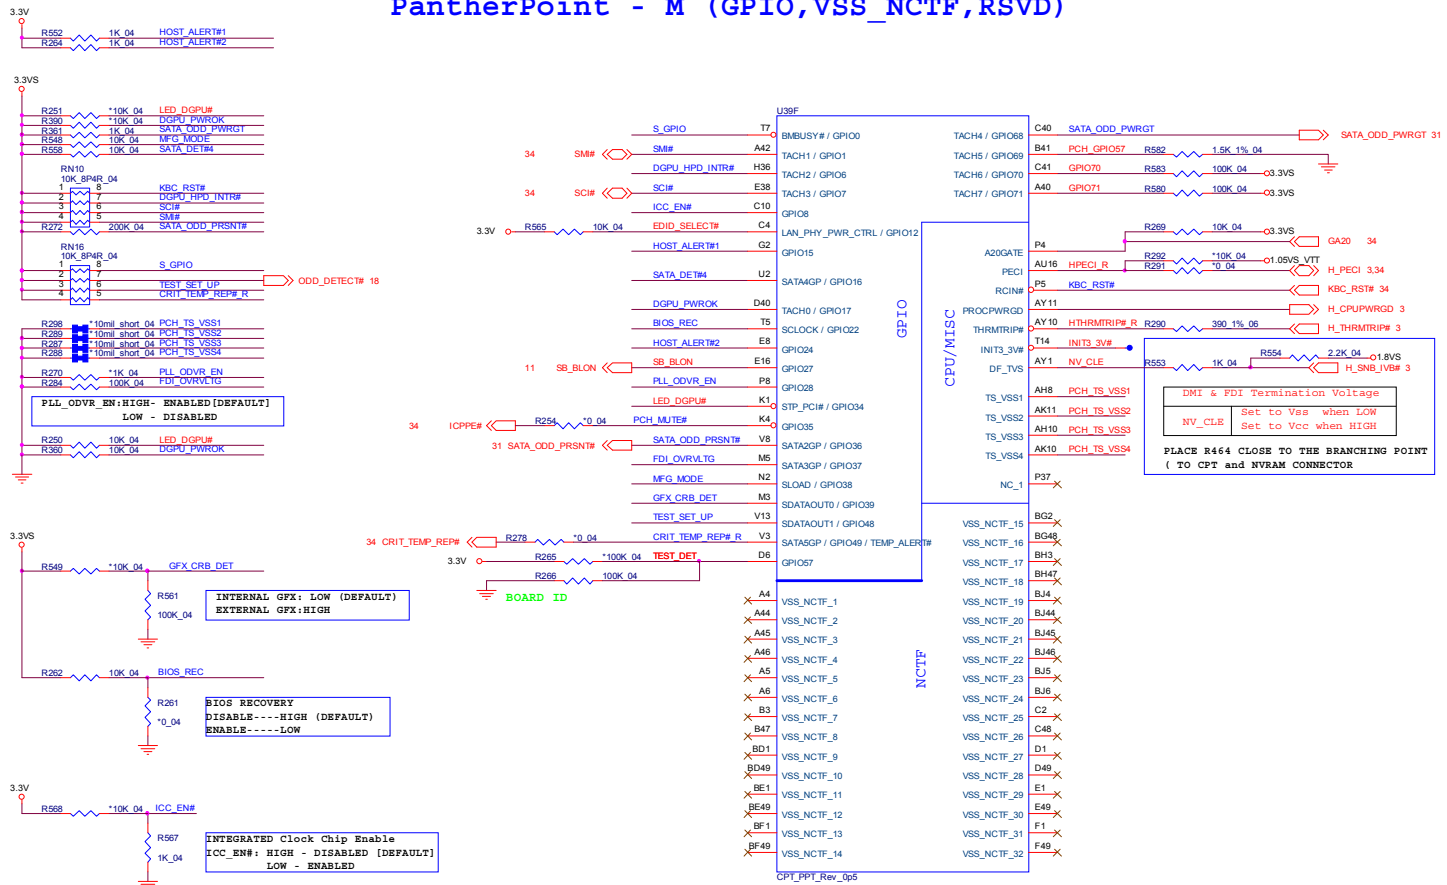 PantherPoint - M (GPIO,VSS_NCTF,RSVD)
3.3V
R552 1K_04 HOST_ALERT#1
R264 1K_04 HOST_ALERT#2
3.3VS
R251 *10K_04 LED_DGPU#
R390 *10K_04 DGPU_PWROK
R361 1K_04 SATA_ODD_PWRGT
R548 10K_04 MFG_MODE
R558 10K_04 SATA_DET#4
RN10
10K_8P4R_04
1 8 KBC_RST#
2 7 DGPU_HPD_INTR#
3 6 SCI#
4 5 SMI#
R272 200K_04 SATA_ODD_PRSNT#
RN16
10K_8P4R_04
1 8 S_GPIO
2 7 ODD_DETECT# 18
3 6 TEST_SET_UP
4 5 CRIT_TEMP_REP#_R
R298 *10mil_short_04 PCH_TS_VSS1
R289 *10mil_short_04 PCH_TS_VSS2
R287 *10mil_short_04 PCH_TS_VSS3
R288 *10mil_short_04 PCH_TS_VSS4
R270 *1K_04 PLL_ODVR_EN
R284 100K_04 FDI_OVRVLTG
PLL_ODVR_EN:HIGH- ENABLED[DEFAULT]
LOW - DISABLED
R250 10K_04 LED_DGPU#
R360 10K_04 DGPU_PWROK
3.3VS
R549 *10K_04 GFX_CRB_DET
R561
100K_04
INTERNAL GFX: LOW (DEFAULT)
EXTERNAL GFX:HIGH
R262 10K_04 BIOS_REC
R261
*0_04
BIOS RECOVERY
DISABLE----HIGH (DEFAULT)
ENABLE-----LOW
3.3V
R568 *10K_04 ICC_EN#
R567
1K_04
INTEGRATED Clock Chip Enable
ICC_EN#: HIGH - DISABLED [DEFAULT]
LOW - ENABLED
U39F
S_GPIO T7 BMBUSY# / GPIO0
34 SMI# SMI# A42 TACH1 / GPIO1
DGPU_HPD_INTR# H36 TACH2 / GPIO6
34 SCI# SCI# E38 TACH3 / GPIO7
ICC_EN# C10 GPIO8
3.3V R565 10K_04 EDID_SELECT# C4 LAN_PHY_PWR_CTRL / GPIO12
HOST_ALERT#1 G2 GPIO15
SATA_DET#4 U2 SATA4GP / GPIO16
DGPU_PWROK D40 TACH0 / GPIO17
BIOS_REC T5 SCLOCK / GPIO22
HOST_ALERT#2 E8 GPIO24
11 SB_BLON SB_BLON E16 GPIO27
PLL_ODVR_EN P8 GPIO28
LED_DGPU# K1 STP_PCI# / GPIO34
34 ICPPE# R254 *0_04 PCH_MUTE# K4 GPIO35
31 SATA_ODD_PRSNT# SATA_ODD_PRSNT# V8 SATA2GP / GPIO36
FDI_OVRVLTG M5 SATA3GP / GPIO37
MFG_MODE N2 SLOAD / GPIO38
GFX_CRB_DET M3 SDATAOUT0 / GPIO39
TEST_SET_UP V13 SDATAOUT1 / GPIO48
34 CRIT_TEMP_REP# R278 *0_04 CRIT_TEMP_REP#_R V3 SATA5GP / GPIO49 / TEMP_ALERT#
3.3V R265 *100K_04 TEST_DET D6 GPIO57
R266 100K_04
BOARD ID
A4 VSS_NCTF_1
A44 VSS_NCTF_2
A45 VSS_NCTF_3
A46 VSS_NCTF_4
A5 VSS_NCTF_5
A6 VSS_NCTF_6
B3 VSS_NCTF_7
B47 VSS_NCTF_8
BD1 VSS_NCTF_9
BD49 VSS_NCTF_10
BE1 VSS_NCTF_11
BE49 VSS_NCTF_12
BF1 VSS_NCTF_13
BF49 VSS_NCTF_14
GPIO
CPU/MISC
NCTF
TACH4 / GPIO68 C40 SATA_ODD_PWRGT SATA_ODD_PWRGT 31
TACH5 / GPIO69 B41 PCH_GPIO57 R582 1.5K_1%_04
TACH6 / GPIO70 C41 GPIO70 R583 100K_04 3.3VS
TACH7 / GPIO71 A40 GPIO71 R580 100K_04 3.3VS
R269 10K_04 3.3VS
A20GATE P4 GA20 34
R292 *10K_04 1.05VS_VTT
PECI AU16 HPECI_R R291 *0_04 H_PECI 3,34
RCIN# P5 KBC_RST# KBC_RST# 34
PROCPWRGD AY11 H_CPUPWRGD 3
THRMTRIP# AY10 HTHRMTRIP#_R R290 390_1%_06 H_THRMTRIP# 3
INIT3_3V# T14 INIT3_3V#
R554 2.2K_04 1.8VS
DF_TVS AY1 NV_CLE R553 1K_04 H_SNB_IVB# 3
TS_VSS1 AH8 PCH_TS_VSS1
TS_VSS2 AK11 PCH_TS_VSS2
TS_VSS3 AH10 PCH_TS_VSS3
TS_VSS4 AK10 PCH_TS_VSS4
NC_1 P37
DMI & FDI Termination Voltage
NV_CLE
Set to Vss when LOW
Set to Vcc when HIGH
PLACE R464 CLOSE TO THE BRANCHING POINT
( TO CPT and NVRAM CONNECTOR
VSS_NCTF_15 BG2
VSS_NCTF_16 BG48
VSS_NCTF_17 BH3
VSS_NCTF_18 BH47
VSS_NCTF_19 BJ4
VSS_NCTF_20 BJ44
VSS_NCTF_21 BJ45
VSS_NCTF_22 BJ46
VSS_NCTF_23 BJ5
VSS_NCTF_24 BJ6
VSS_NCTF_25 C2
VSS_NCTF_26 C48
VSS_NCTF_27 D1
VSS_NCTF_28 D49
VSS_NCTF_29 E1
VSS_NCTF_30 E49
VSS_NCTF_31 F1
VSS_NCTF_32 F49
CPT_PPT_Rev_0p5